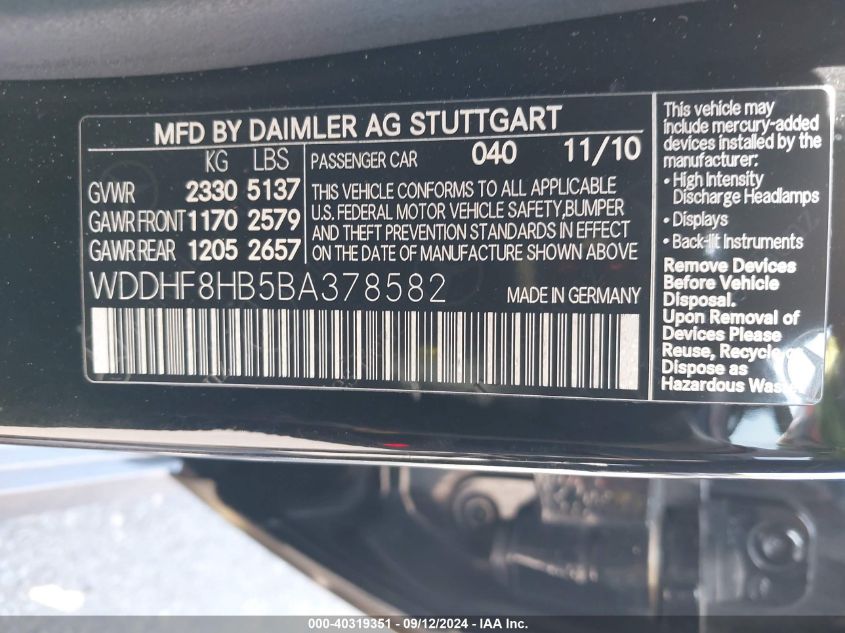 MFD BY DAIMLER AG STUTTGART
KG LBS
GVWR 2330 5137
GAWR FRONT 1170 2579
GAWR REAR 1205 2657
PASSENGER CAR 040 11/10
THIS VEHICLE CONFORMS TO ALL APPLICABLE
U.S. FEDERAL MOTOR VEHICLE SAFETY, BUMPER
AND THEFT PREVENTION STANDARDS IN EFFECT
ON THE DATE OF MANUFACTURE SHOWN ABOVE
WDDHF8HB5BA378582 MADE IN GERMANY
This vehicle may
include mercury-added
devices installed by the
manufacturer:
• High Intensity
Discharge Headlamps
• Displays
• Back-lit Instruments
Remove Devices
Before Vehicle
Disposal.
Upon Removal of
Devices Please
Reuse, Recycle or
Dispose as
Hazardous Waste
000-40319351 - 09/12/2024 - IAA, Inc.